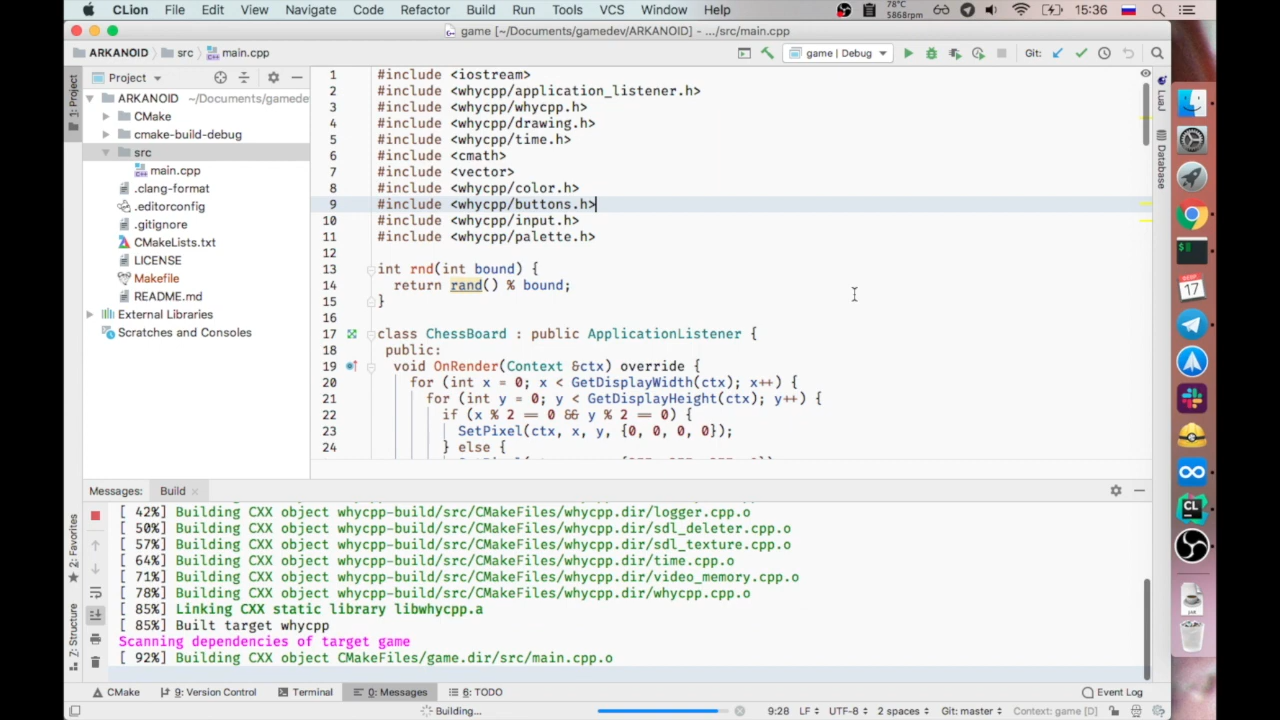 CLion File Edit View Navigate Code Refactor Build Run Tools VCS Window Help 78°C 5868rpm 15:36
game [~/Documents/gamedev/ARKANOID] - .../src/main.cpp
ARKANOID src main.cpp game | Debug Git:
1: Project
Project
ARKANOID ~/Documents/gamede
CMake
cmake-build-debug
src
main.cpp
.clang-format
.editorconfig
.gitignore
CMakeLists.txt
LICENSE
Makefile
README.md
External Libraries
Scratches and Consoles
1 #include <iostream>
2 #include <whycpp/application_listener.h>
3 #include <whycpp/whycpp.h>
4 #include <whycpp/drawing.h>
5 #include <whycpp/time.h>
6 #include <cmath>
7 #include <vector>
8 #include <whycpp/color.h>
9 #include <whycpp/buttons.h>
10 #include <whycpp/input.h>
11 #include <whycpp/palette.h>
12
13 int rnd(int bound) {
14 return rand() % bound;
15 }
16
17 class ChessBoard : public ApplicationListener {
18 public:
19 void OnRender(Context &ctx) override {
20 for (int x = 0; x < GetDisplayWidth(ctx); x++) {
21 for (int y = 0; y < GetDisplayHeight(ctx); y++) {
22 if (x % 2 == 0 && y % 2 == 0) {
23 SetPixel(ctx, x, y, {0, 0, 0, 0});
24 } else {
LuaJ
Database
17
CL
JAR
Messages: Build
2: Favorites
7: Structure
[ 42%] Building CXX object whycpp-build/src/CMakeFiles/whycpp.dir/logger.cpp.o
[ 50%] Building CXX object whycpp-build/src/CMakeFiles/whycpp.dir/sdl_deleter.cpp.o
[ 57%] Building CXX object whycpp-build/src/CMakeFiles/whycpp.dir/sdl_texture.cpp.o
[ 64%] Building CXX object whycpp-build/src/CMakeFiles/whycpp.dir/time.cpp.o
[ 71%] Building CXX object whycpp-build/src/CMakeFiles/whycpp.dir/video_memory.cpp.o
[ 78%] Building CXX object whycpp-build/src/CMakeFiles/whycpp.dir/whycpp.cpp.o
[ 85%] Linking CXX static library libwhycpp.a
[ 85%] Built target whycpp
Scanning dependencies of target game
[ 92%] Building CXX object CMakeFiles/game.dir/src/main.cpp.o
CMake 9: Version Control Terminal 0: Messages 6: TODO Event Log
Building... 9:28 LF UTF-8 2 spaces Git: master Context: game [D]